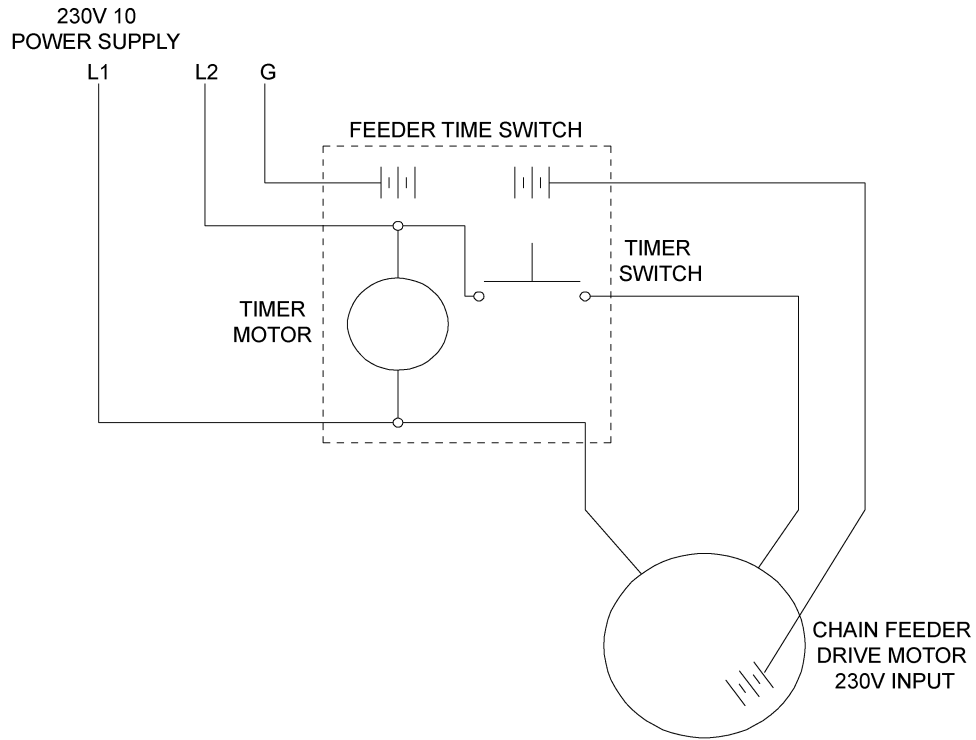 230V 10
POWER SUPPLY
L1 L2 G
FEEDER TIME SWITCH
TIMER
SWITCH
TIMER
MOTOR
CHAIN FEEDER
DRIVE MOTOR
230V INPUT